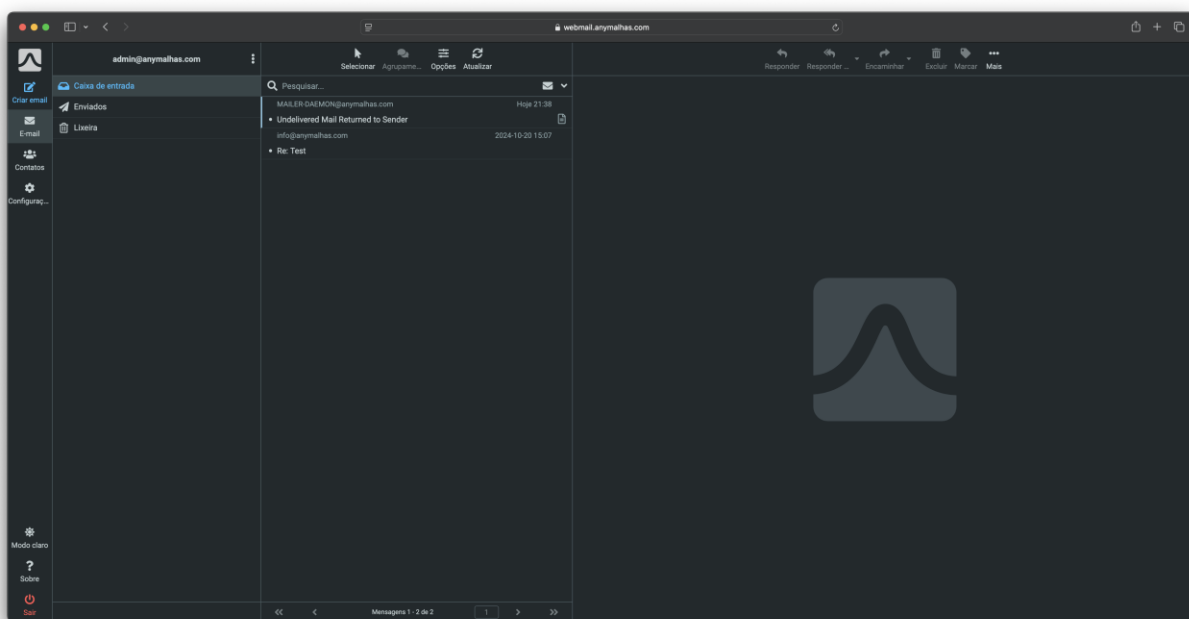 webmail.anymalhas.com
admin@anymalhas.com
Criar email
E-mail
Contatos
Configuraç...
Modo claro
Sobre
Sair
Caixa de entrada
Enviados
Lixeira
Selecionar Agrupame... Opções Atualizar
Pesquisar...
MAILER-DAEMON@anymalhas.com Hoje 21:38
Undelivered Mail Returned to Sender
info@anymalhas.com 2024-10-20 15:07
Re: Test
Mensagens 1 - 2 de 2 1
Responder Responder ... Encaminhar Excluir Marcar Mais